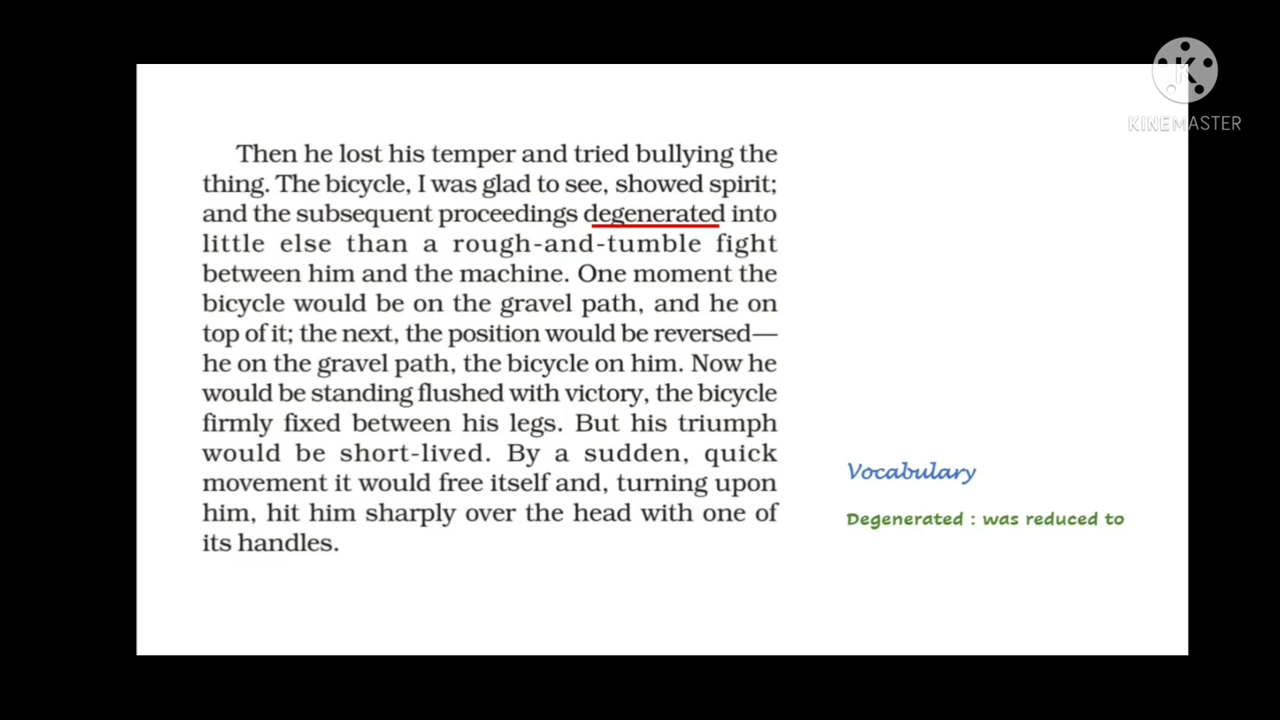 KINEMASTER
Then he lost his temper and tried bullying the
thing. The bicycle, I was glad to see, showed spirit;
and the subsequent proceedings degenerated into
little else than a rough-and-tumble fight
between him and the machine. One moment the
bicycle would be on the gravel path, and he on
top of it; the next, the position would be reversed—
he on the gravel path, the bicycle on him. Now he
would be standing flushed with victory, the bicycle
firmly fixed between his legs. But his triumph
would be short-lived. By a sudden, quick
movement it would free itself and, turning upon
him, hit him sharply over the head with one of
its handles.
Vocabulary
Degenerated : was reduced to